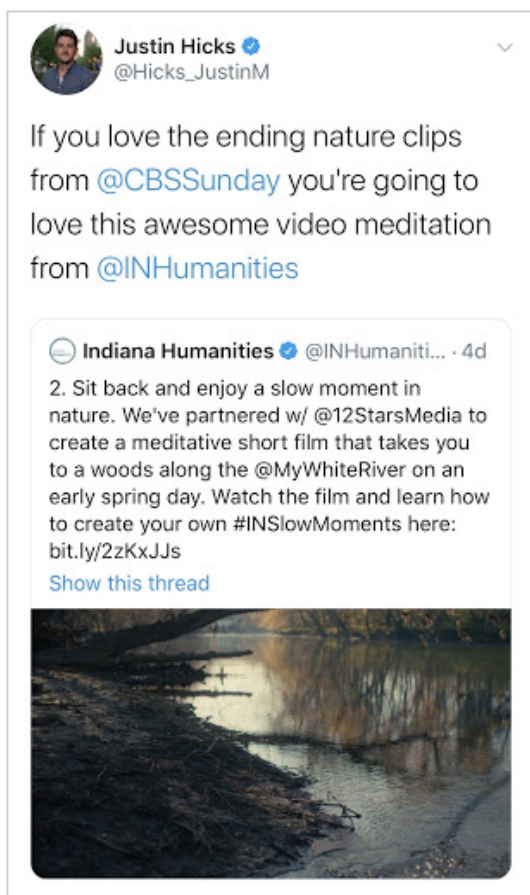 Justin Hicks
@Hicks_JustinM
If you love the ending nature clips
from @CBSSunday you're going to
love this awesome video meditation
from @INHumanities
Indiana Humanities @INHumaniti... · 4d
2. Sit back and enjoy a slow moment in
nature. We've partnered w/ @12StarsMedia to
create a meditative short film that takes you
to a woods along the @MyWhiteRiver on an
early spring day. Watch the film and learn how
to create your own #INSlowMoments here:
bit.ly/2zKxJJs
Show this thread